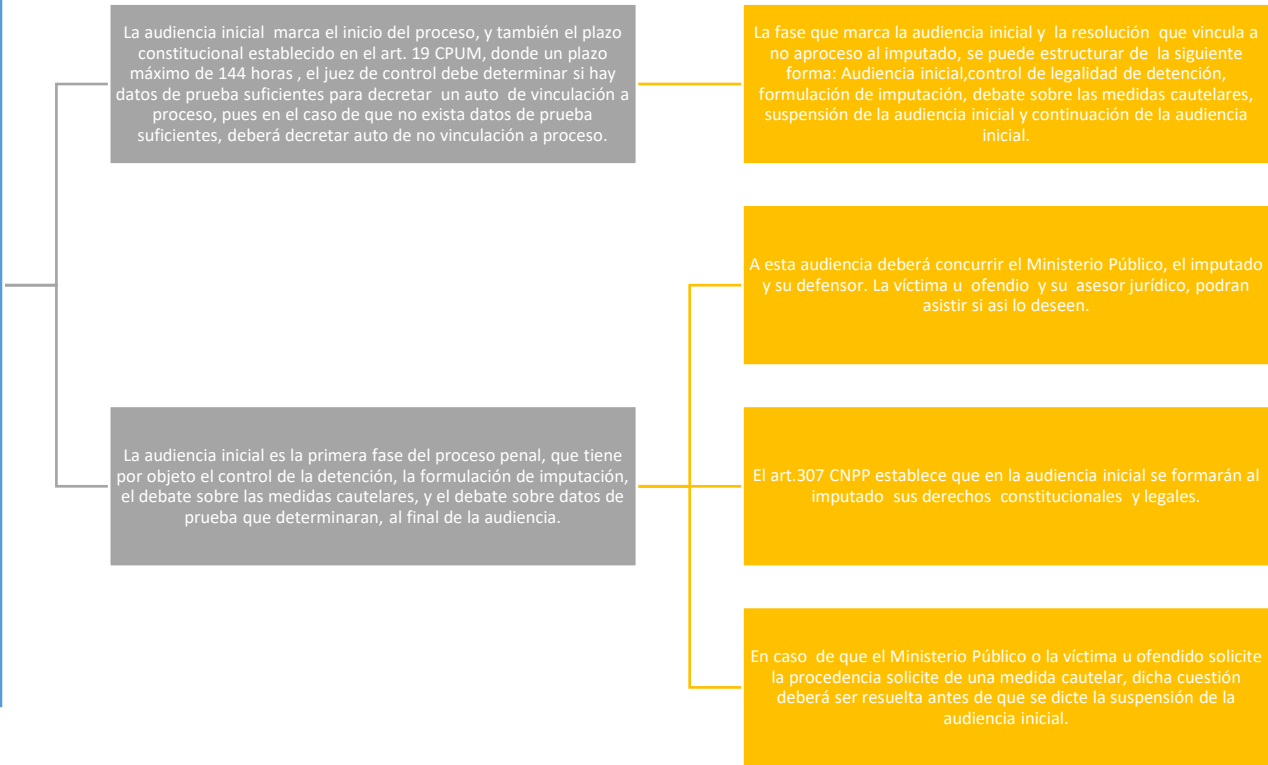 La audiencia inicial marca el inicio del proceso, y también el plazo
constitucional establecido en el art. 19 CPUM, donde un plazo
máximo de 144 horas , el juez de control debe determinar si hay
datos de prueba suficientes para decretar un auto de vinculación a
proceso, pues en el caso de que no exista datos de prueba
suficientes, deberá decretar auto de no vinculación a proceso.
La fase que marca la audiencia inicial y la resolución que vincula a
no aproceso al imputado, se puede estructurar de la siguiente
forma: Audiencia inicial,control de legalidad de detención,
formulación de imputación, debate sobre las medidas cautelares,
suspensión de la audiencia inicial y continuación de la audiencia
inicial.
La audiencia inicial es la primera fase del proceso penal, que tiene
por objeto el control de la detención, la formulación de imputación,
el debate sobre las medidas cautelares, y el debate sobre datos de
prueba que determinaran, al final de la audiencia.
A esta audiencia deberá concurrir el Ministerio Público, el imputado
y su defensor. La víctima u ofendio y su asesor jurídico, podran
asistir si asi lo deseen.
El art.307 CNPP establece que en la audiencia inicial se formarán al
imputado sus derechos constitucionales y legales.
En caso de que el Ministerio Público o la víctima u ofendido solicite
la procedencia solicite de una medida cautelar, dicha cuestión
deberá ser resuelta antes de que se dicte la suspensión de la
audiencia inicial.